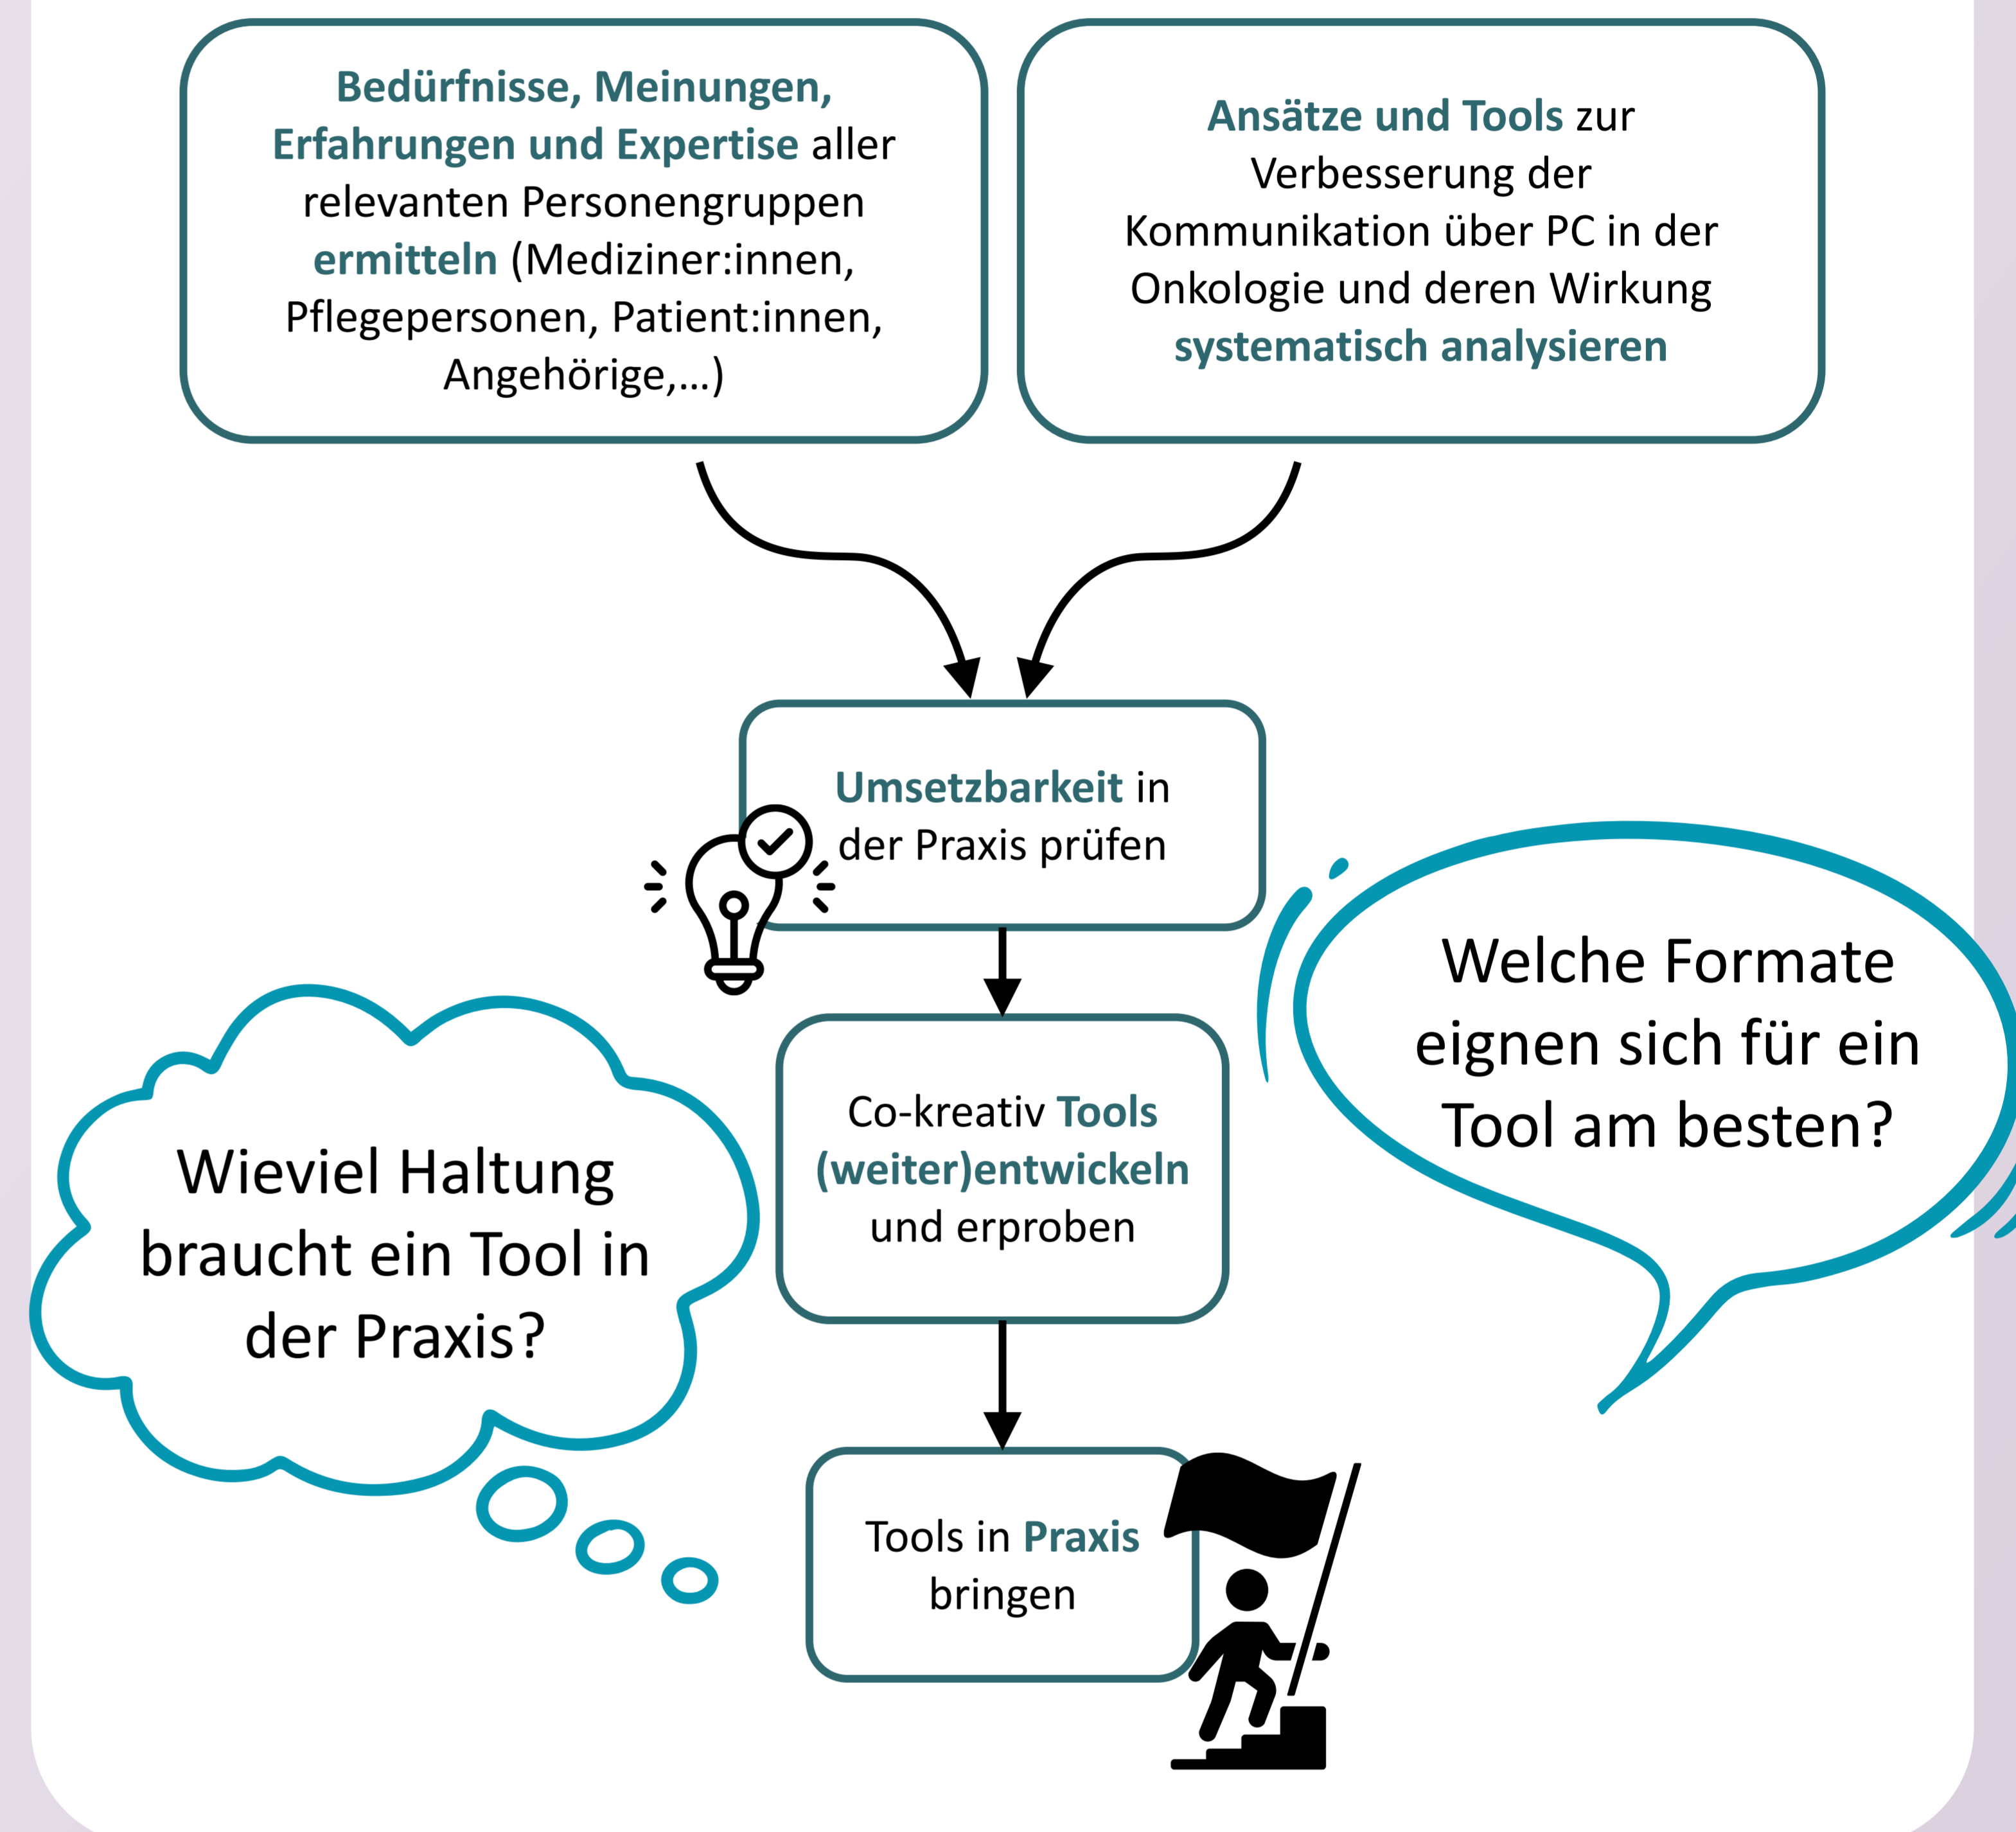 Bedürfnisse, Meinungen,
Erfahrungen und Expertise aller
relevanten Personengruppen
ermitteln (Mediziner:innen,
Pflegepersonen, Patient:innen,
Angehörige,...)
Ansätze und Tools zur
Verbesserung der
Kommunikation über PC in der
Onkologie und deren Wirkung
systematisch analysieren
Umsetzbarkeit in
der Praxis prüfen
Welche Formate
eignen sich für ein
Tool am besten?
Co-kreativ Tools
(weiter)entwickeln
und erproben
Wieviel Haltung
braucht ein Tool in
der Praxis?
Tools in Praxis
bringen